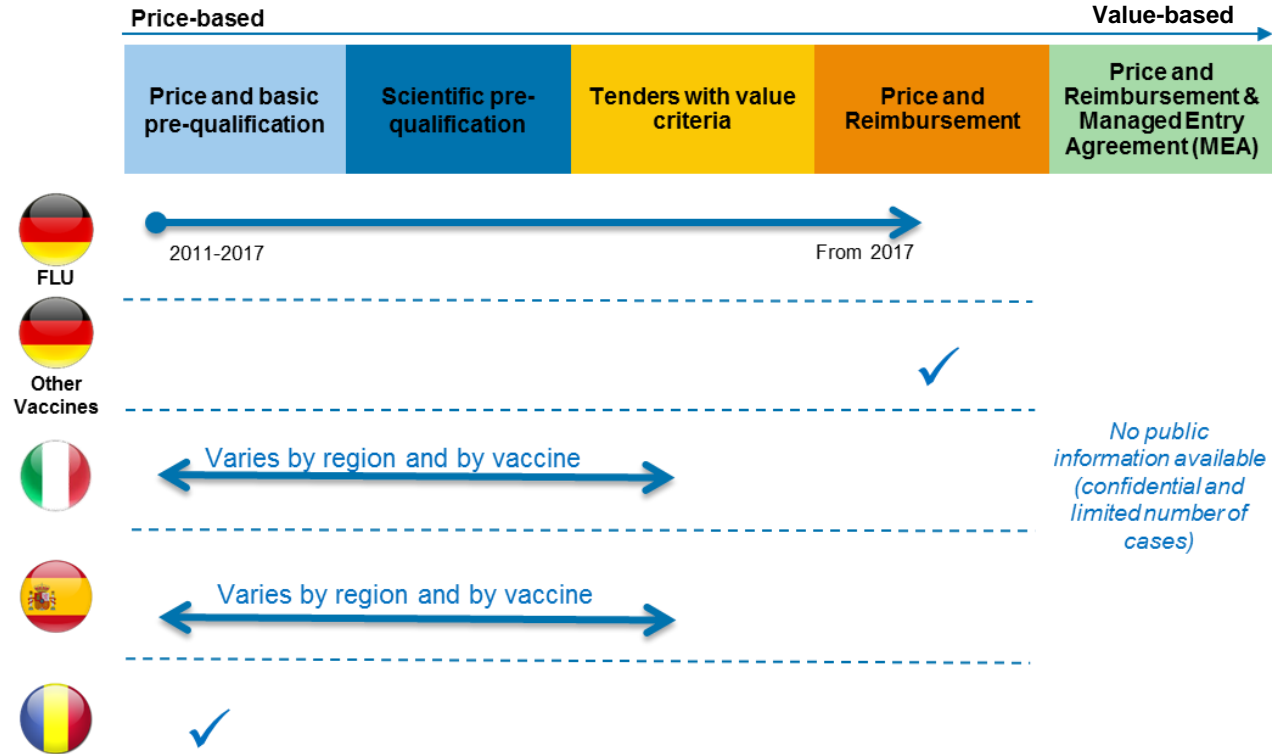 Price-based
Value-based
Price and basic
pre-qualification
Scientific pre-
qualification
Tenders with value
criteria
Price and
Reimbursement
Price and
Reimbursement &
Managed Entry
Agreement (MEA)
2011-2017
From 2017
FLU
Other
Vaccines
Varies by region and by vaccine
No public
information available
(confidential and
limited number of
cases)
Varies by region and by vaccine